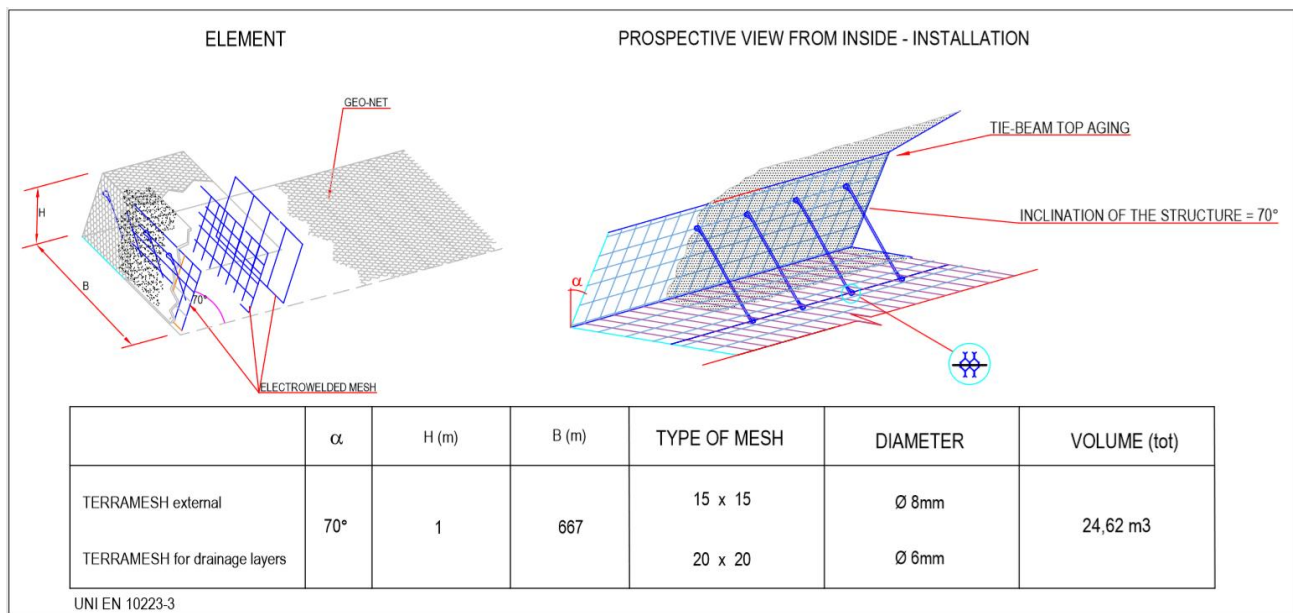 ELEMENT
PROSPECTIVE VIEW FROM INSIDE - INSTALLATION
GEO-NET
TIE-BEAM TOP AGING
H
INCLINATION OF THE STRUCTURE = 70°
B
70°
α
ELECTROWELDED MESH
α H (m) B (m) TYPE OF MESH DIAMETER VOLUME (tot)
TERRAMESH external 15 x 15 Ø 8mm
70° 1 667 24,62 m3
TERRAMESH for drainage layers 20 x 20 Ø 6mm
UNI EN 10223-3